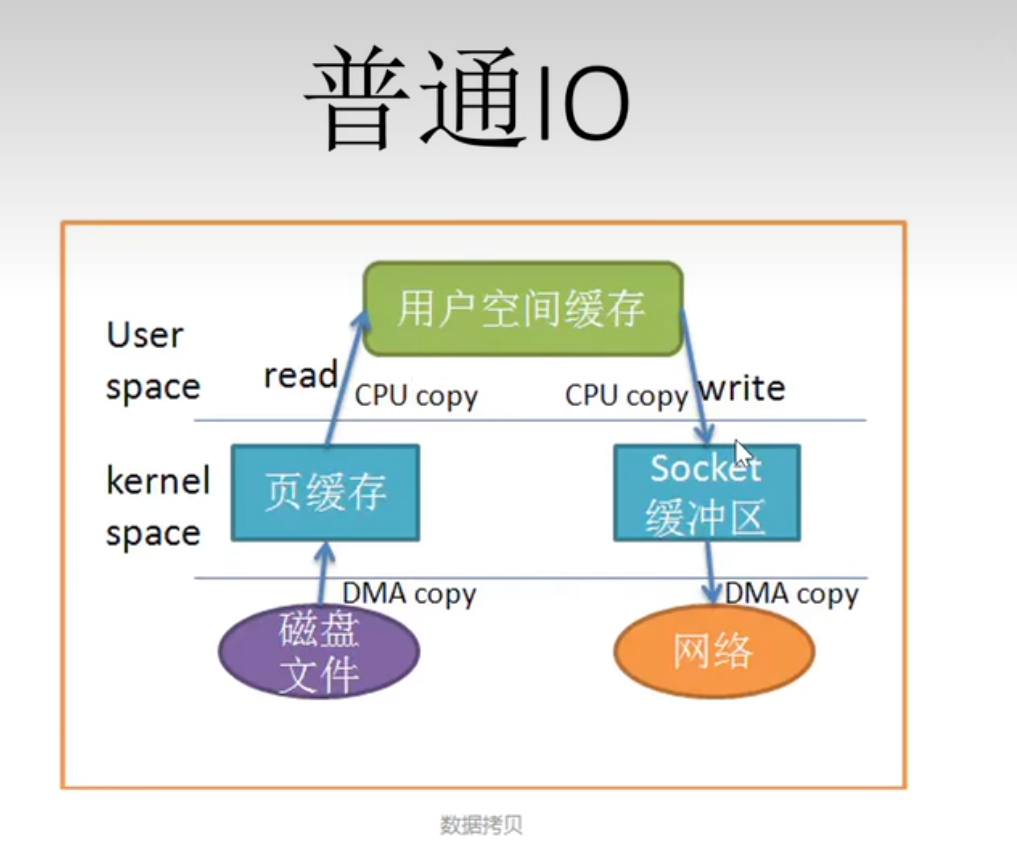 普通IO
用户空间缓存
User
space
read
CPU copy
CPU copy
write
kernel
space
页缓存
Socket
缓冲区
DMA copy
DMA copy
磁盘
文件
网络
数据拷贝